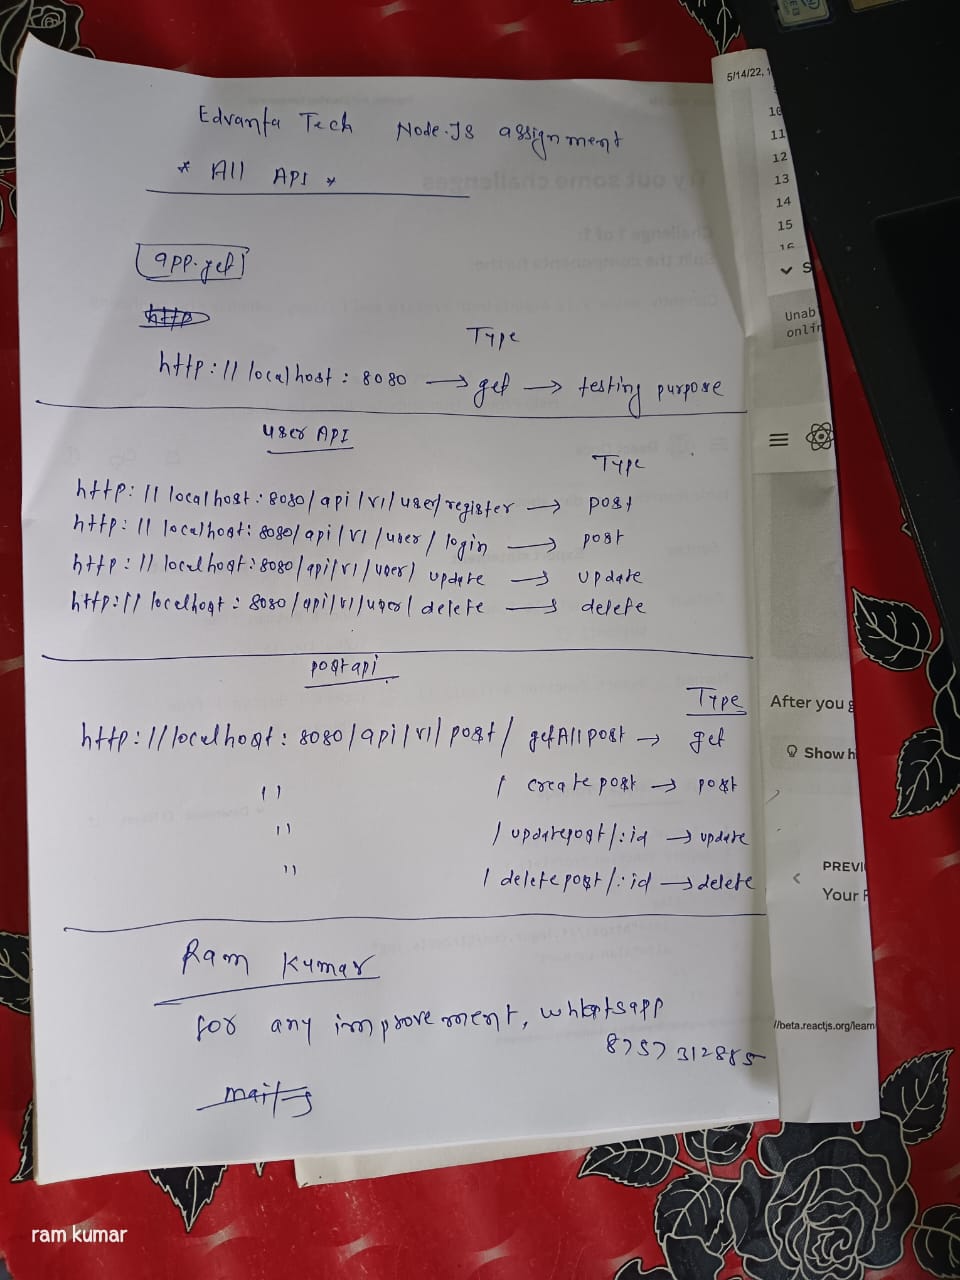 Edvanta Tech Node.JS assignment
* All API *
app.get
http
Type
http://localhost:8080 → get → testing purpose
user API
Type
http://localhost:8080/api/v1/user/register → post
http://localhost:8080/api/v1/user/login → post
http://localhost:8080/api/v1/user/update → update
http://localhost:8080/api/v1/user/delete → delete
post api
Type
http://localhost:8080/api/v1/post/getAllpost → get
" /createpost → post
" /updatepost/:id → update
" /deletepost/:id → delete
Ram Kumar
for any improvement, whatsapp
8757312885
5/14/22, 1
10
11
12
13
14
15
16
S
Unab
onlin
After you g
Show h
PREVI
Your P
//beta.reactjs.org/learn
ram kumar